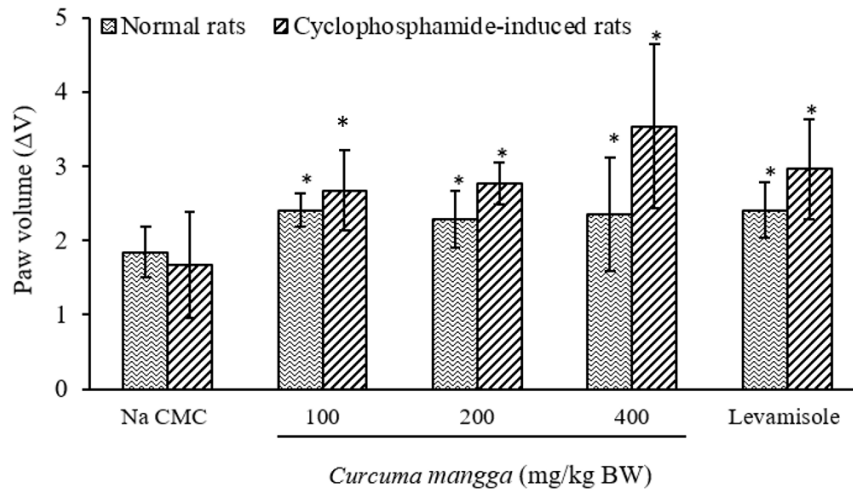 Normal rats Cyclophosphamide-induced rats
Paw volume (ΔV)
5
4
3
2
1
0
* * * * * * * *
Na CMC 100 200 400 Levamisole
Curcuma mangga (mg/kg BW)